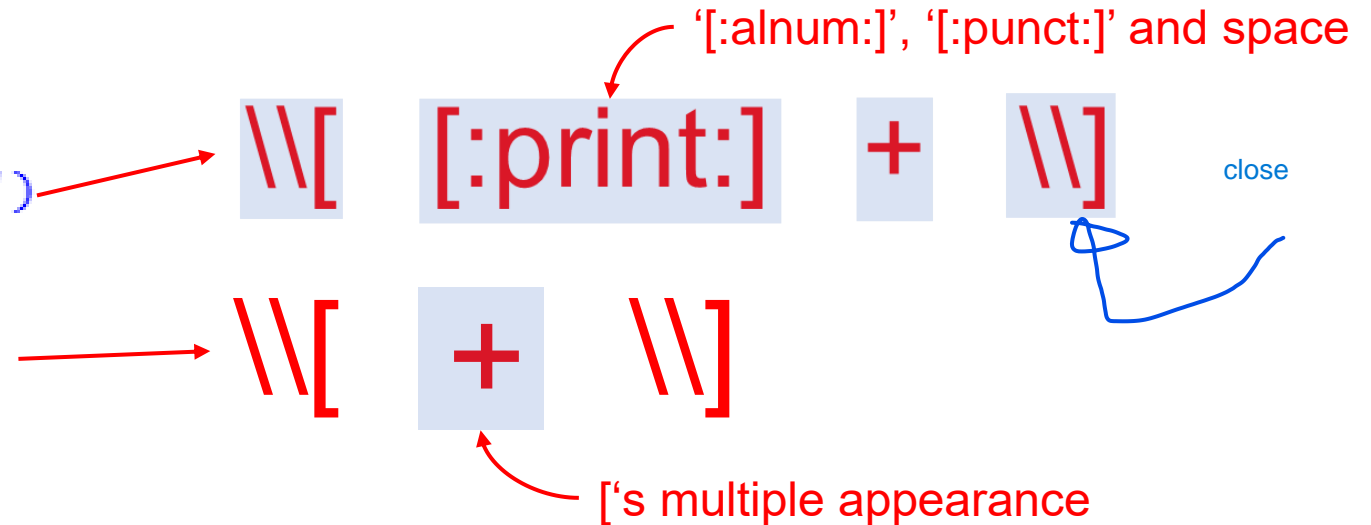 ‘[:alnum:]’, ‘[:punct:]’ and space
\\[ [:print:] + \\]
close
)
\\[ + \\]
[‘s multiple appearance